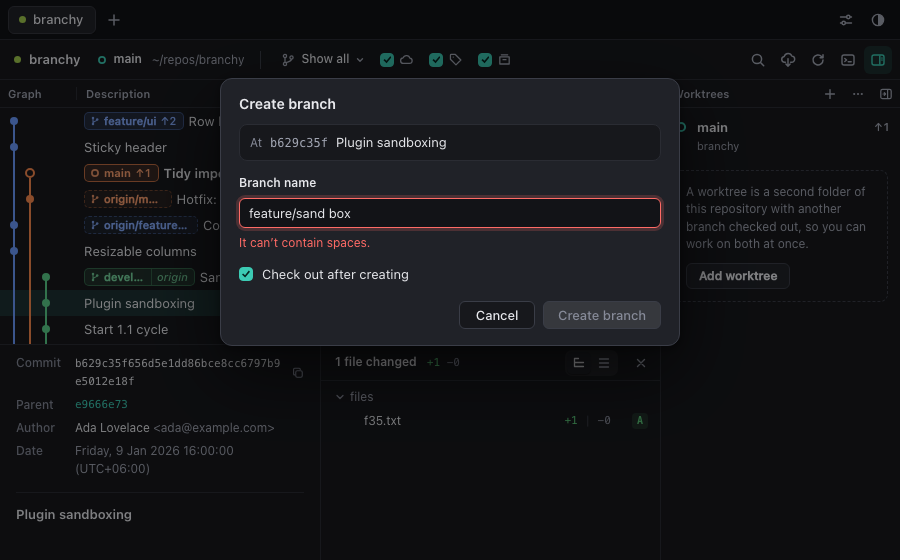 branchy
branchy main ~/repos/branchy Show all
Graph Description
feature/ui ↑2 Row
Sticky header
main ↑1 Tidy impo
origin/m... Hotfix:
origin/feature... Co
Resizable columns
devel... origin San
Plugin sandboxing
Start 1.1 cycle
Create branch
At b629c35f Plugin sandboxing
Branch name
feature/sand box
It can’t contain spaces.
Check out after creating
Cancel Create branch
Worktrees
main ↑1
branchy
A worktree is a second folder of
this repository with another
branch checked out, so you can
work on both at once.
Add worktree
Commit b629c35f656d5e1dd86bce8cc6797b9
e5012e18f
Parent e9666e73
Author Ada Lovelace <ada@example.com>
Date Friday, 9 Jan 2026 16:00:00
(UTC+06:00)
Plugin sandboxing
1 file changed +1 −0
files
f35.txt +1 −0 A